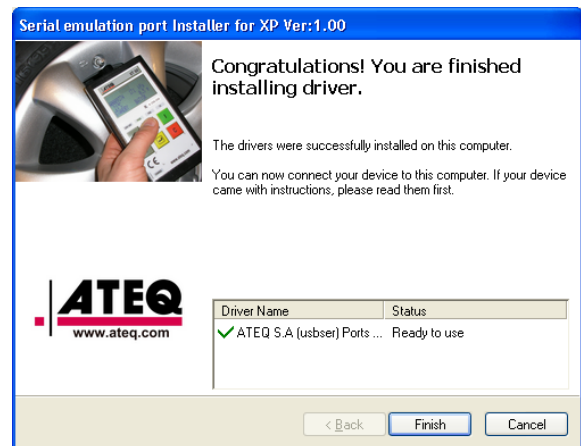 Serial emulation port Installer for XP Ver:1.00
Congratulations! You are finished
installing driver.
The drivers were successfully installed on this computer.
You can now connect your device to this computer. If your device
came with instructions, please read them first.
ATEQ
www.ateq.com
Driver Name Status
ATEQ S.A (usbser) Ports ... Ready to use
< Back Finish Cancel